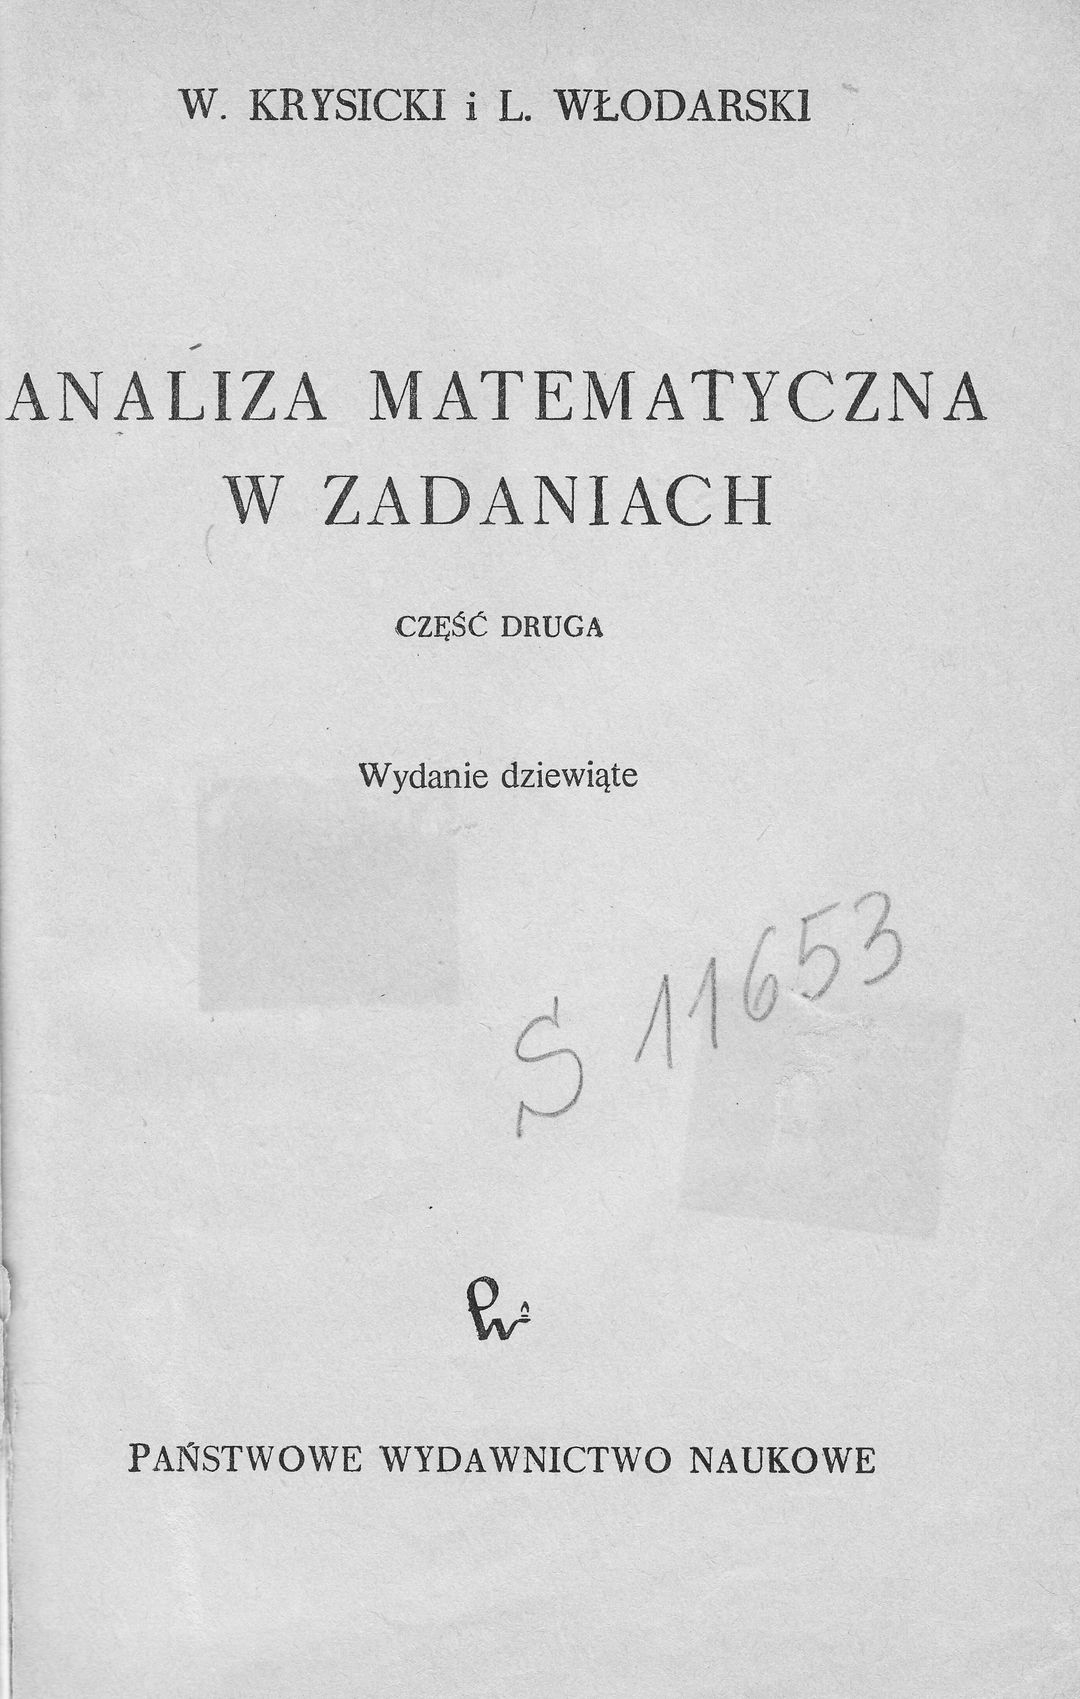 W. KRYSICKI i L. WŁODARSKI
ANALIZA MATEMATYCZNA
W ZADANIACH
CZĘŚĆ DRUGA
Wydanie dziewiąte
S 11653
PAŃSTWOWE WYDAWNICTWO NAUKOWE